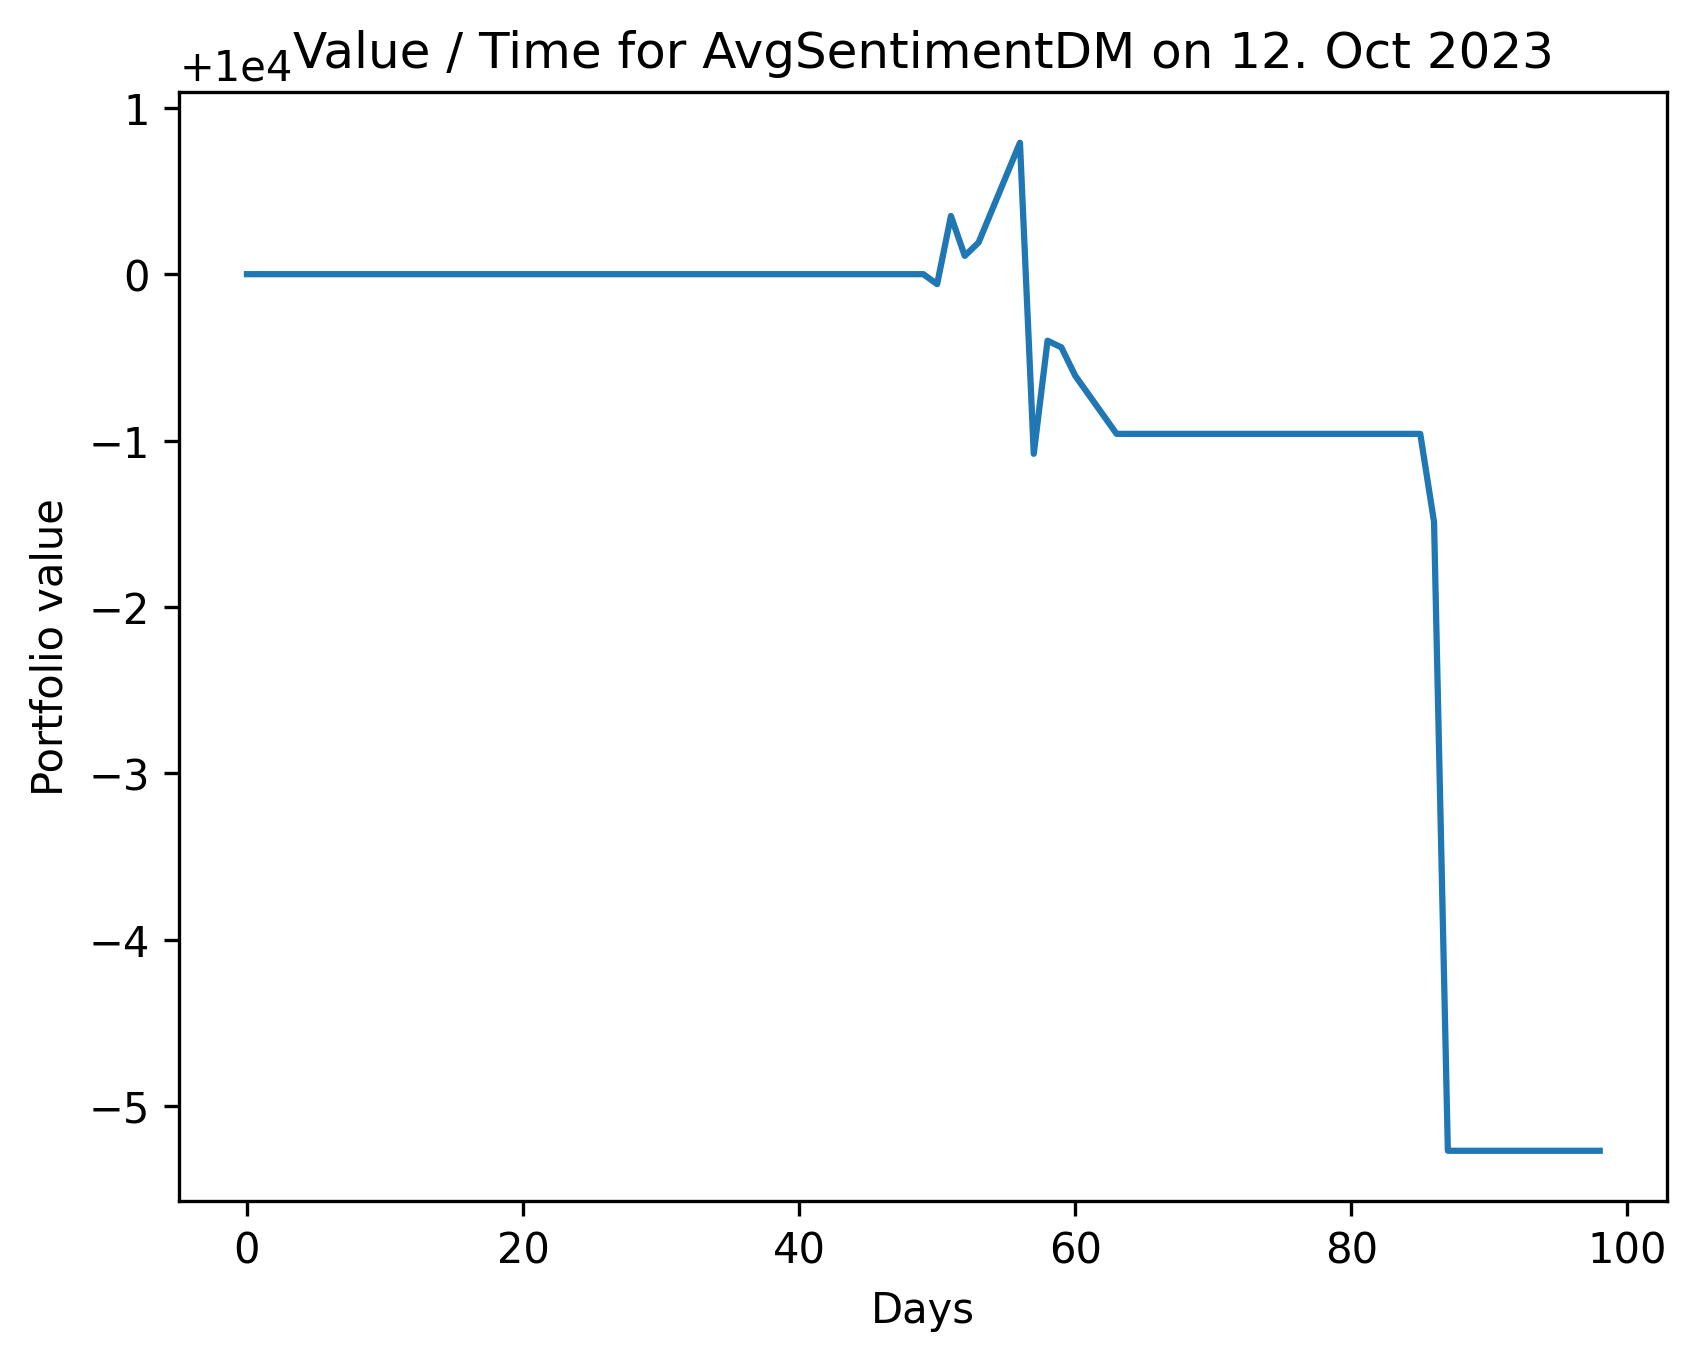 Value / Time for AvgSentimentDM on 12. Oct 2023
+1e4
1
0
−1
−2
−3
−4
−5
Portfolio value
0 20 40 60 80 100
Days